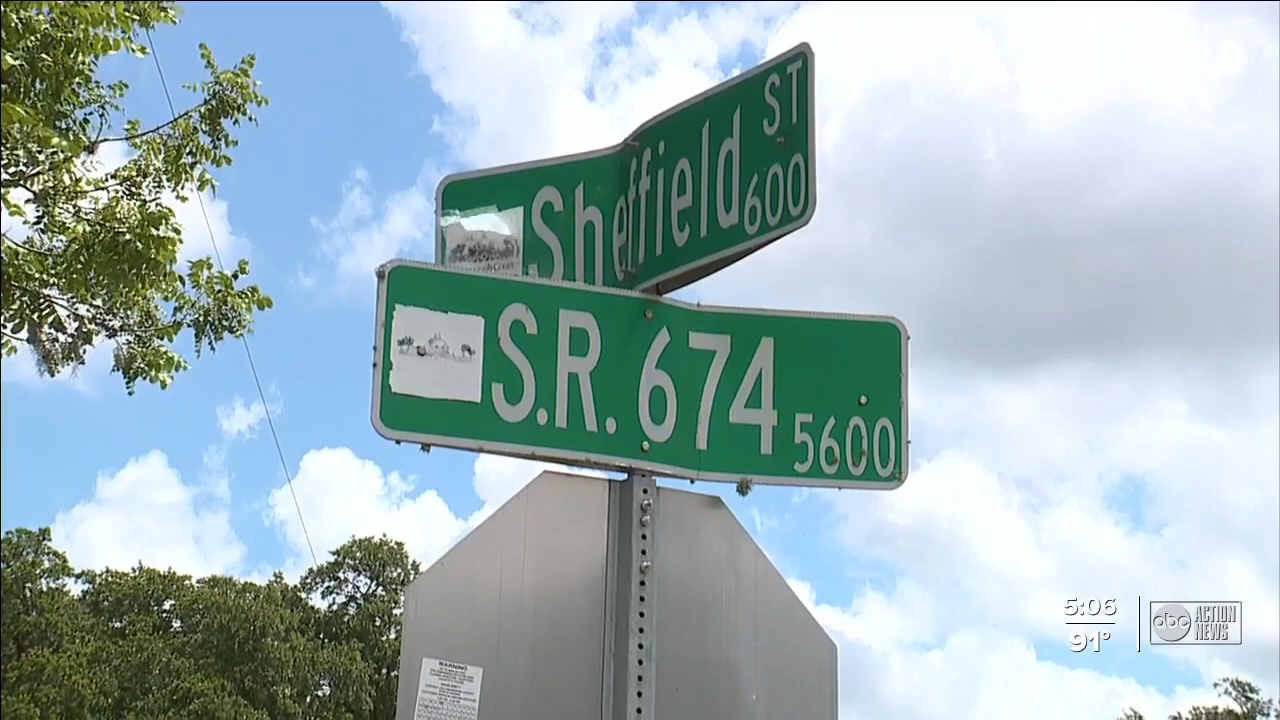 Sheffield ST
600
S.R. 674 5600
WARNING
5:06
91°
abc ACTION
NEWS